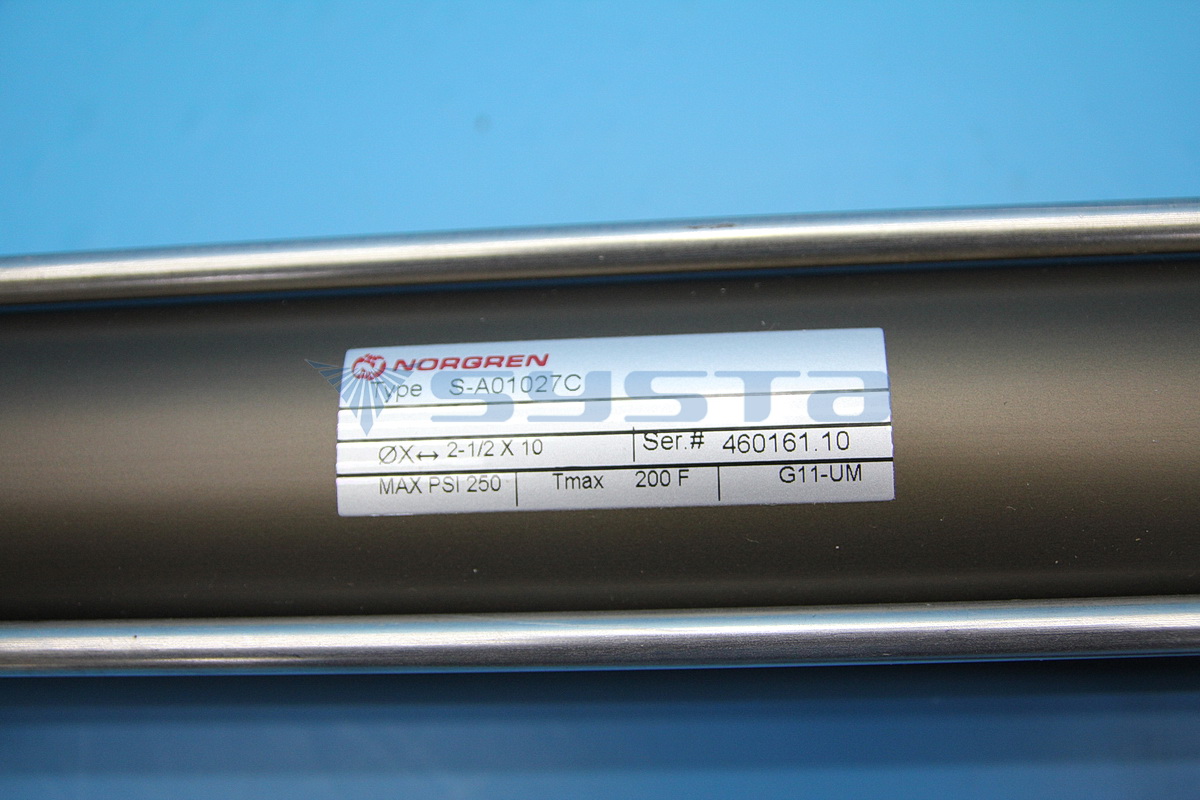 NORGREN
Type S-A01027C
systa
ØX↔ 2-1/2 X 10 Ser.# 460161.10
MAX PSI 250 Tmax 200 F G11-UM